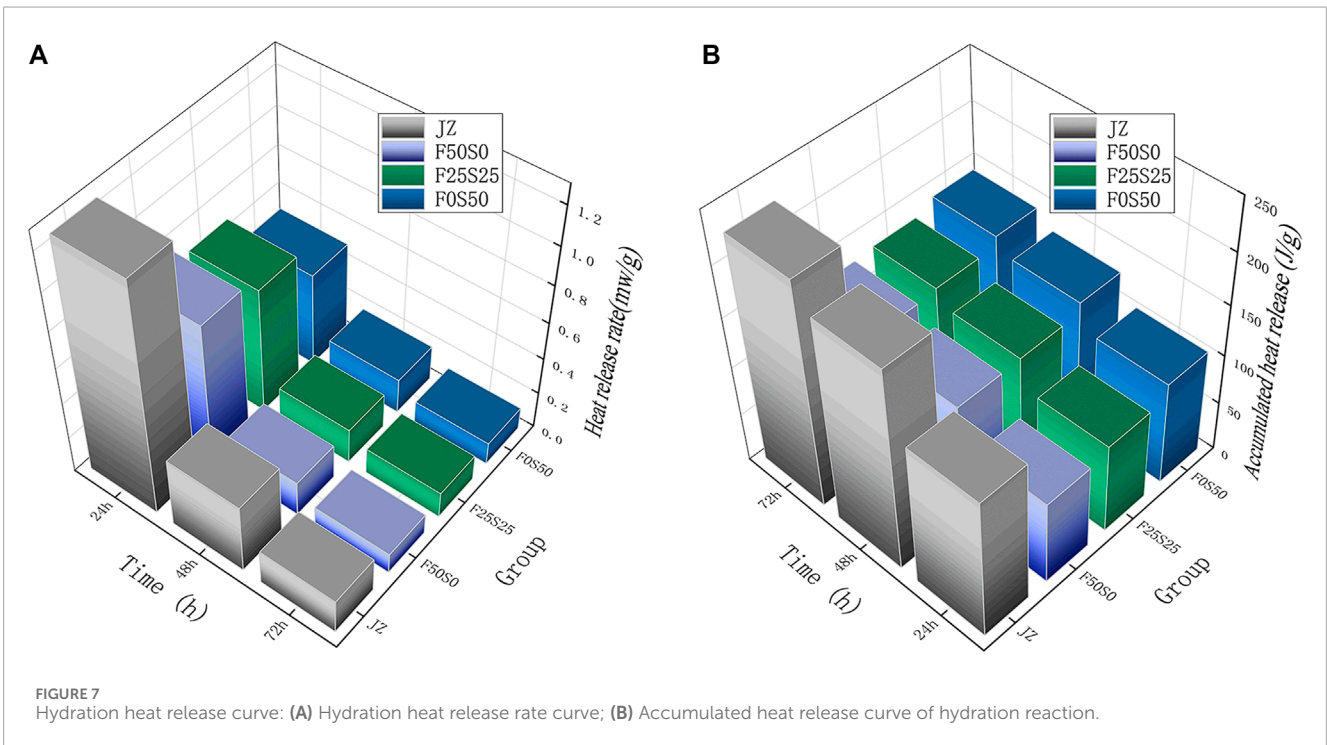 A
JZ
F50S0
F25S25
F0S50
1.2
1.0
0.8
0.6
0.4
0.2
0.0
Heat release rate(mw/g)
24h
48h
72h
Time (h)
JZ
F50S0
F25S25
F0S50
Group
B
JZ
F50S0
F25S25
F0S50
250
200
150
100
50
0
Accumulated heat release (J/g)
72h
48h
24h
Time (h)
JZ
F50S0
F25S25
F0S50
Group
FIGURE 7
Hydration heat release curve: (A) Hydration heat release rate curve; (B) Accumulated heat release curve of hydration reaction.